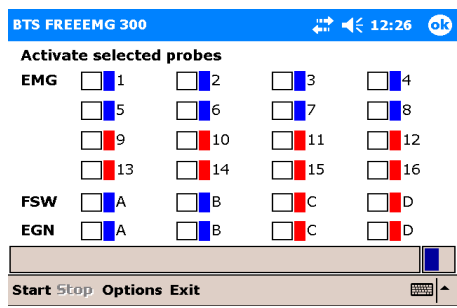 BTS FREEEMG 300 12:26 ok
Activate selected probes
EMG 1 2 3 4
5 6 7 8
9 10 11 12
13 14 15 16
FSW A B C D
EGN A B C D
Start Stop Options Exit